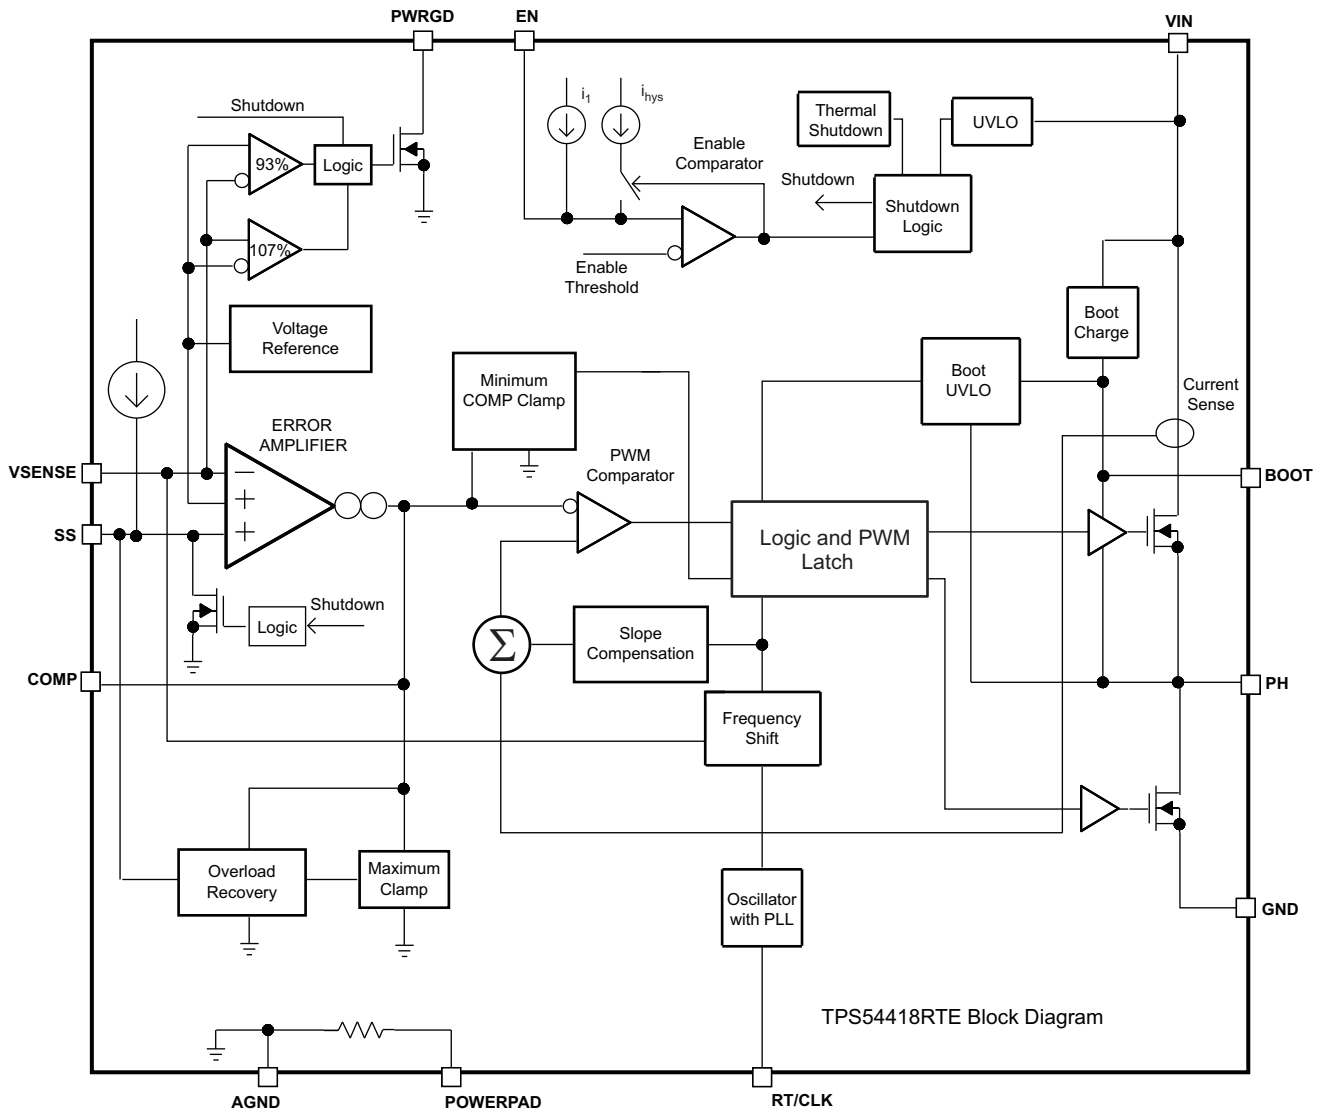 PWRGD
EN
VIN
Shutdown
i1
ihys
93%
Logic
Enable
Comparator
Thermal
Shutdown
UVLO
Shutdown
Shutdown
Logic
107%
Enable
Threshold
Voltage
Reference
Boot
Charge
Minimum
COMP Clamp
Boot
UVLO
Current
Sense
ERROR
AMPLIFIER
PWM
Comparator
VSENSE
−
+
+
BOOT
SS
Logic and PWM
Latch
Shutdown
Logic
Σ
Slope
Compensation
COMP
PH
Frequency
Shift
Overload
Recovery
Maximum
Clamp
Oscillator
with PLL
GND
TPS54418RTE Block Diagram
AGND
POWERPAD
RT/CLK